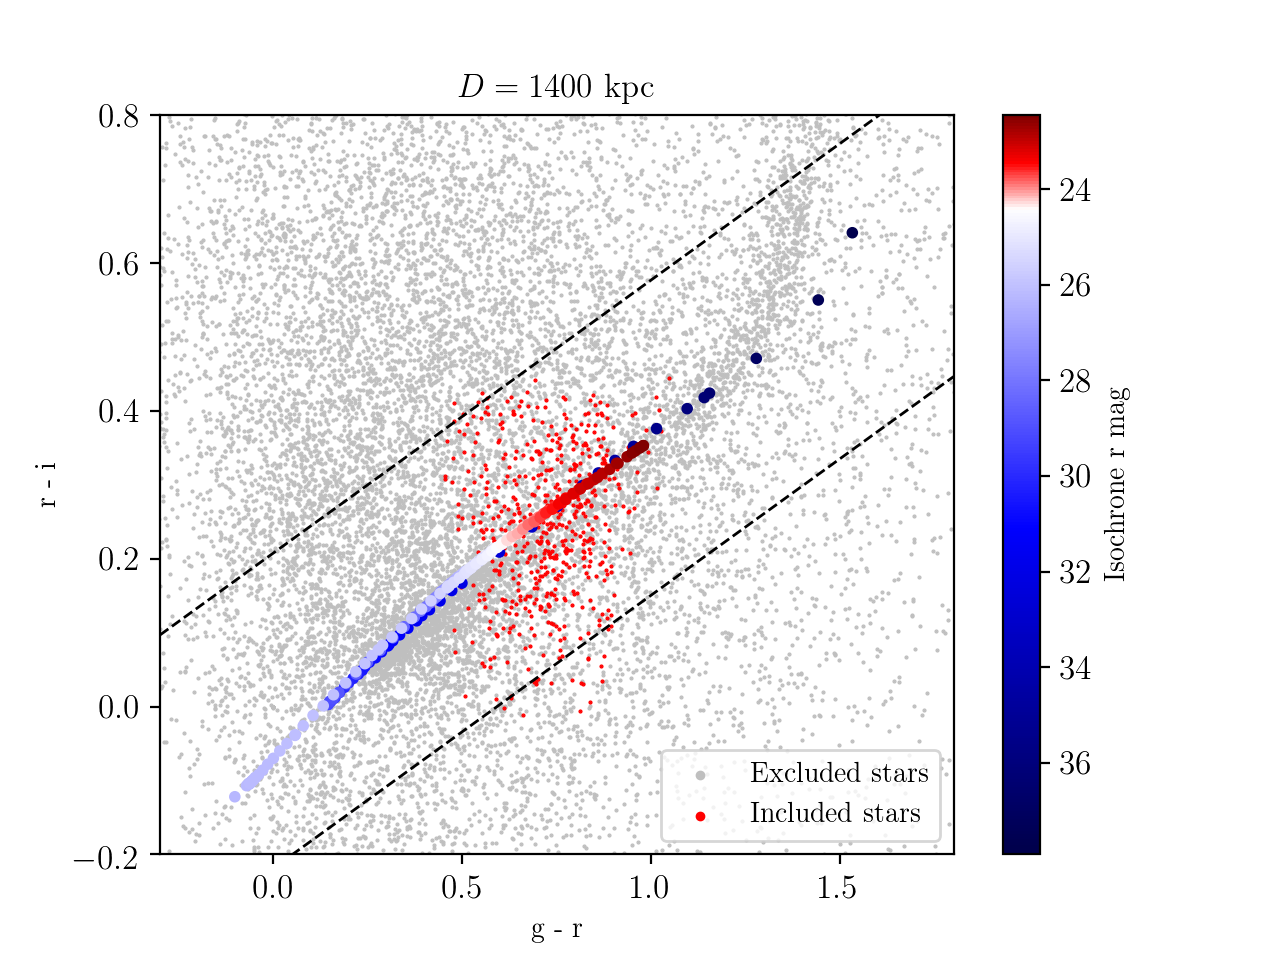 D = 1400 kpc
0.8
0.6
0.4
0.2
0.0
−0.2
r - i
0.0
0.5
1.0
1.5
g - r
Excluded stars
Included stars
24
26
28
30
32
34
36
Isochrone r mag